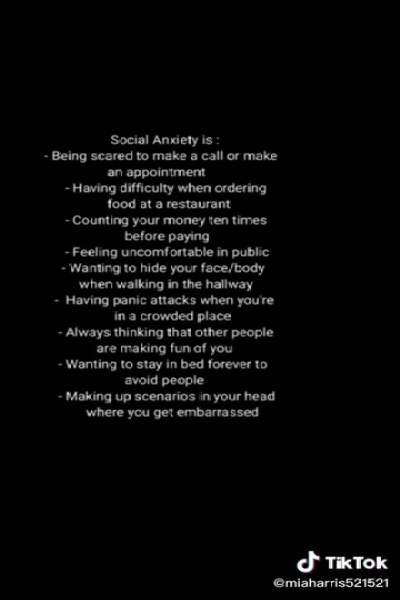 Social Anxiety is :
- Being scared to make a call or make
an appointment
- Having difficulty when ordering
food at a restaurant
- Counting your money ten times
before paying
- Feeling uncomfortable in public
- Wanting to hide your face/body
when walking in the hallway
- Having panic attacks when you're
in a crowded place
- Always thinking that other people
are making fun of you
- Wanting to stay in bed forever to
avoid people
- Making up scenarios in your head
where you get embarrassed
TikTok
@miaharris521521